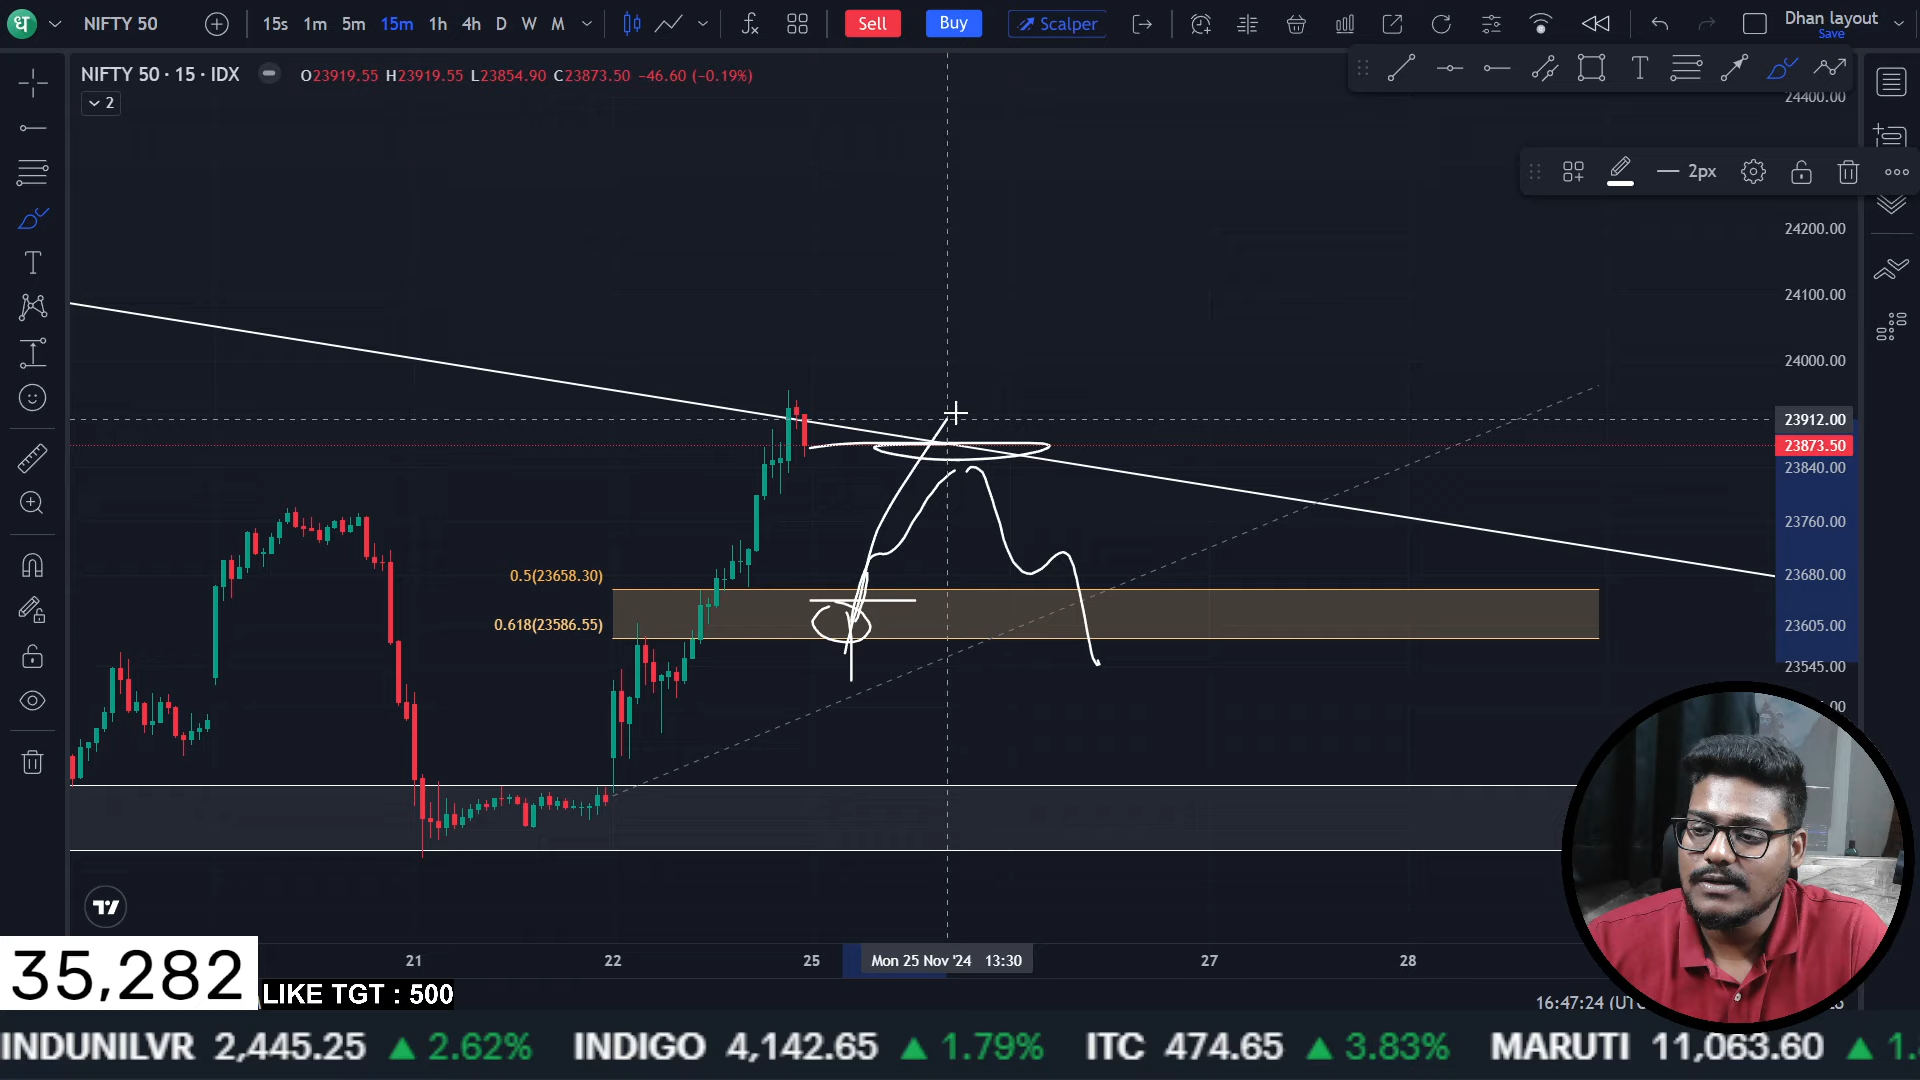 ध NIFTY 50 15s 1m 5m 15m 1h 4h D W M Sell Buy Scalper Dhan layout
Save
NIFTY 50 · 15 · IDX O23919.55 H23919.55 L23854.90 C23873.50 −46.60 (−0.19%)
2
24400.00
2px
24200.00
24100.00
24000.00
23912.00
23873.50
23840.00
23760.00
0.5(23658.30) 23680.00
0.618(23586.55) 23605.00
23545.00
21 22 25 Mon 25 Nov '24 13:30 27 28
35,282
LIKE TGT : 500
INDUNILVR 2,445.25 ▲ 2.62% INDIGO 4,142.65 ▲ 1.79% ITC 474.65 ▲ 3.83% MARUTI 11,063.60 ▲ 1.